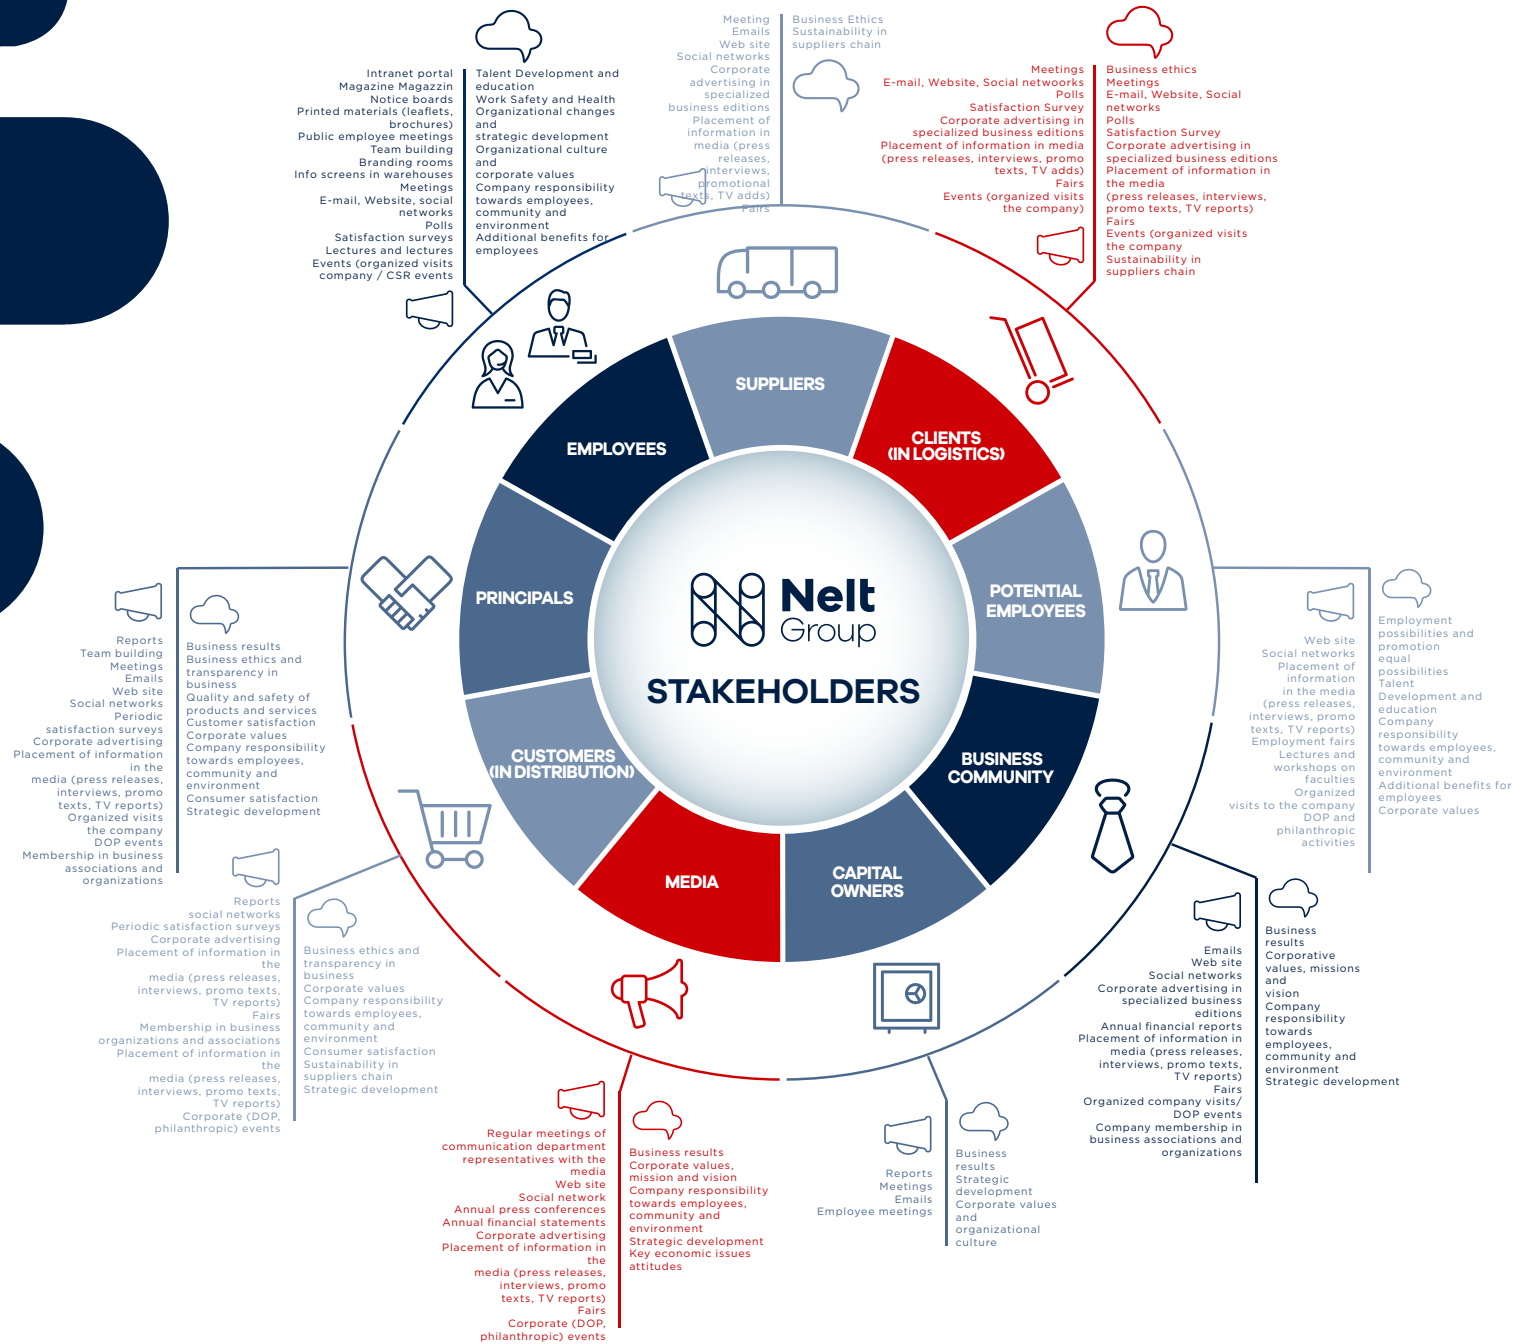 Intranet portal
Magazine Magazzin
Notice boards
Printed materials (leaflets,
brochures)
Public employee meetings
Team building
Branding rooms
Info screens in warehouses
Meetings
E-mail, Website, social
networks
Polls
Satisfaction surveys
Lectures and lectures
Events (organized visits
company / CSR events
Talent Development and
education
Work Safety and Health
Organizational changes
and
strategic development
Organizational culture
and
corporate values
Company responsibility
towards employees,
community and
environment
Additional benefits for
employees
Meeting
Emails
Web site
Social networks
Corporate
advertising in
specialized
business editions
Placement of
information in
media (press
releases,
interviews,
promotional
texts, TV adds)
Fairs
Business Ethics
Sustainability in
suppliers chain
Meetings
E-mail, Website, Social networks
Polls
Satisfaction Survey
Corporate advertising in
specialized business editions
Placement of information in media
(press releases, interviews, promo
texts, TV adds)
Fairs
Events (organized visits
the company)
Business ethics
Meetings
E-mail, Website, Social
networks
Polls
Satisfaction Survey
Corporate advertising in
specialized business editions
Placement of information in
the media
(press releases, interviews,
promo texts, TV reports)
Fairs
Events (organized visits
the company
Sustainability in
suppliers chain
SUPPLIERS
EMPLOYEES
CLIENTS
(IN LOGISTICS)
PRINCIPALS
POTENTIAL
EMPLOYEES
Nelt
Group
STAKEHOLDERS
CUSTOMERS
(IN DISTRIBUTION)
BUSINESS
COMMUNITY
MEDIA
CAPITAL
OWNERS
Reports
Team building
Meetings
Emails
Web site
Social networks
Periodic
satisfaction surveys
Corporate advertising
Placement of information
in the
media (press releases,
interviews, promo
texts, TV reports)
Organized visits
the company
DOP events
Membership in business
associations and
organizations
Business results
Business ethics and
transparency in
business
Quality and safety of
products and services
Customer satisfaction
Corporate values
Company responsibility
towards employees,
community and
environment
Consumer satisfaction
Strategic development
Web site
Social networks
Placement of
information
in the media
(press releases,
interviews, promo
texts, TV reports)
Employment fairs
Lectures and
workshops on
faculties
Organized
visits to the company
DOP and
philanthropic
activities
Employment
possibilities and
promotion
equal
possibilities
Talent
Development and
education
Company
responsibility
towards employees,
community and
environment
Additional benefits for
employees
Corporate values
Reports
social networks
Periodic satisfaction surveys
Corporate advertising
Placement of information in
the
media (press releases,
interviews, promo texts,
TV reports)
Fairs
Membership in business
organizations and associations
Placement of information in
the
media (press releases,
interviews, promo texts,
TV reports)
Corporate (DOP,
philanthropic) events
Business ethics and
transparency in
business
Corporate values
Company responsibility
towards employees,
community and
environment
Consumer satisfaction
Sustainability in
suppliers chain
Strategic development
Emails
Web site
Social networks
Corporate advertising in
specialized business
editions
Annual financial reports
Placement of information in
media (press releases,
interviews, promo texts,
TV reports)
Fairs
Organized company visits/
DOP events
Company membership in
business associations and
organizations
Business
results
Corporative
values, missions
and
vision
Company
responsibility
towards
employees,
community and
environment
Strategic development
Regular meetings of
communication department
representatives with the
media
Web site
Social network
Annual press conferences
Annual financial statements
Corporate advertising
Placement of information in
the
media (press releases,
interviews, promo
texts, TV reports)
Fairs
Corporate (DOP,
philanthropic) events
Business results
Corporate values,
mission and vision
Company responsibility
towards employees,
community and
environment
Strategic development
Key economic issues
attitudes
Reports
Meetings
Emails
Employee meetings
Business
results
Strategic
development
Corporate values
and
organizational
culture